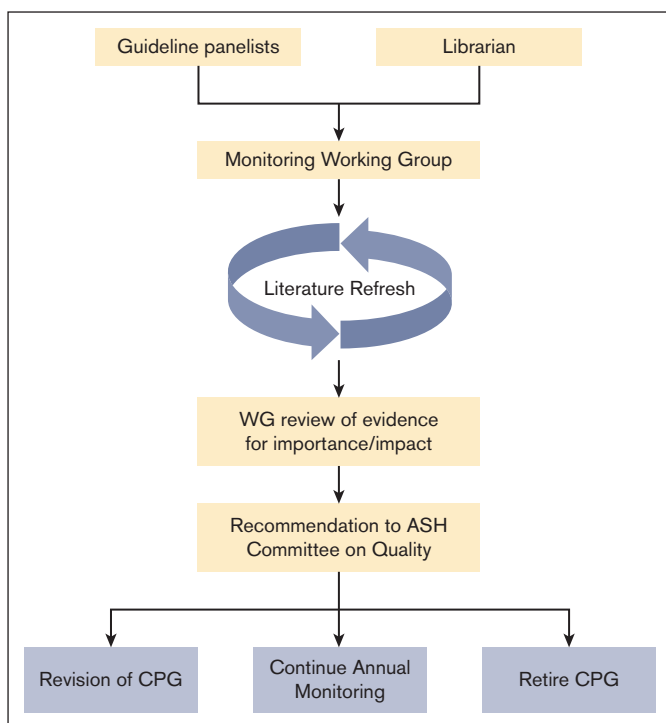 Guideline panelists
Librarian
Monitoring Working Group
Literature Refresh
WG review of evidence
for importance/impact
Recommendation to ASH
Committee on Quality
Revision of CPG
Continue Annual
Monitoring
Retire CPG